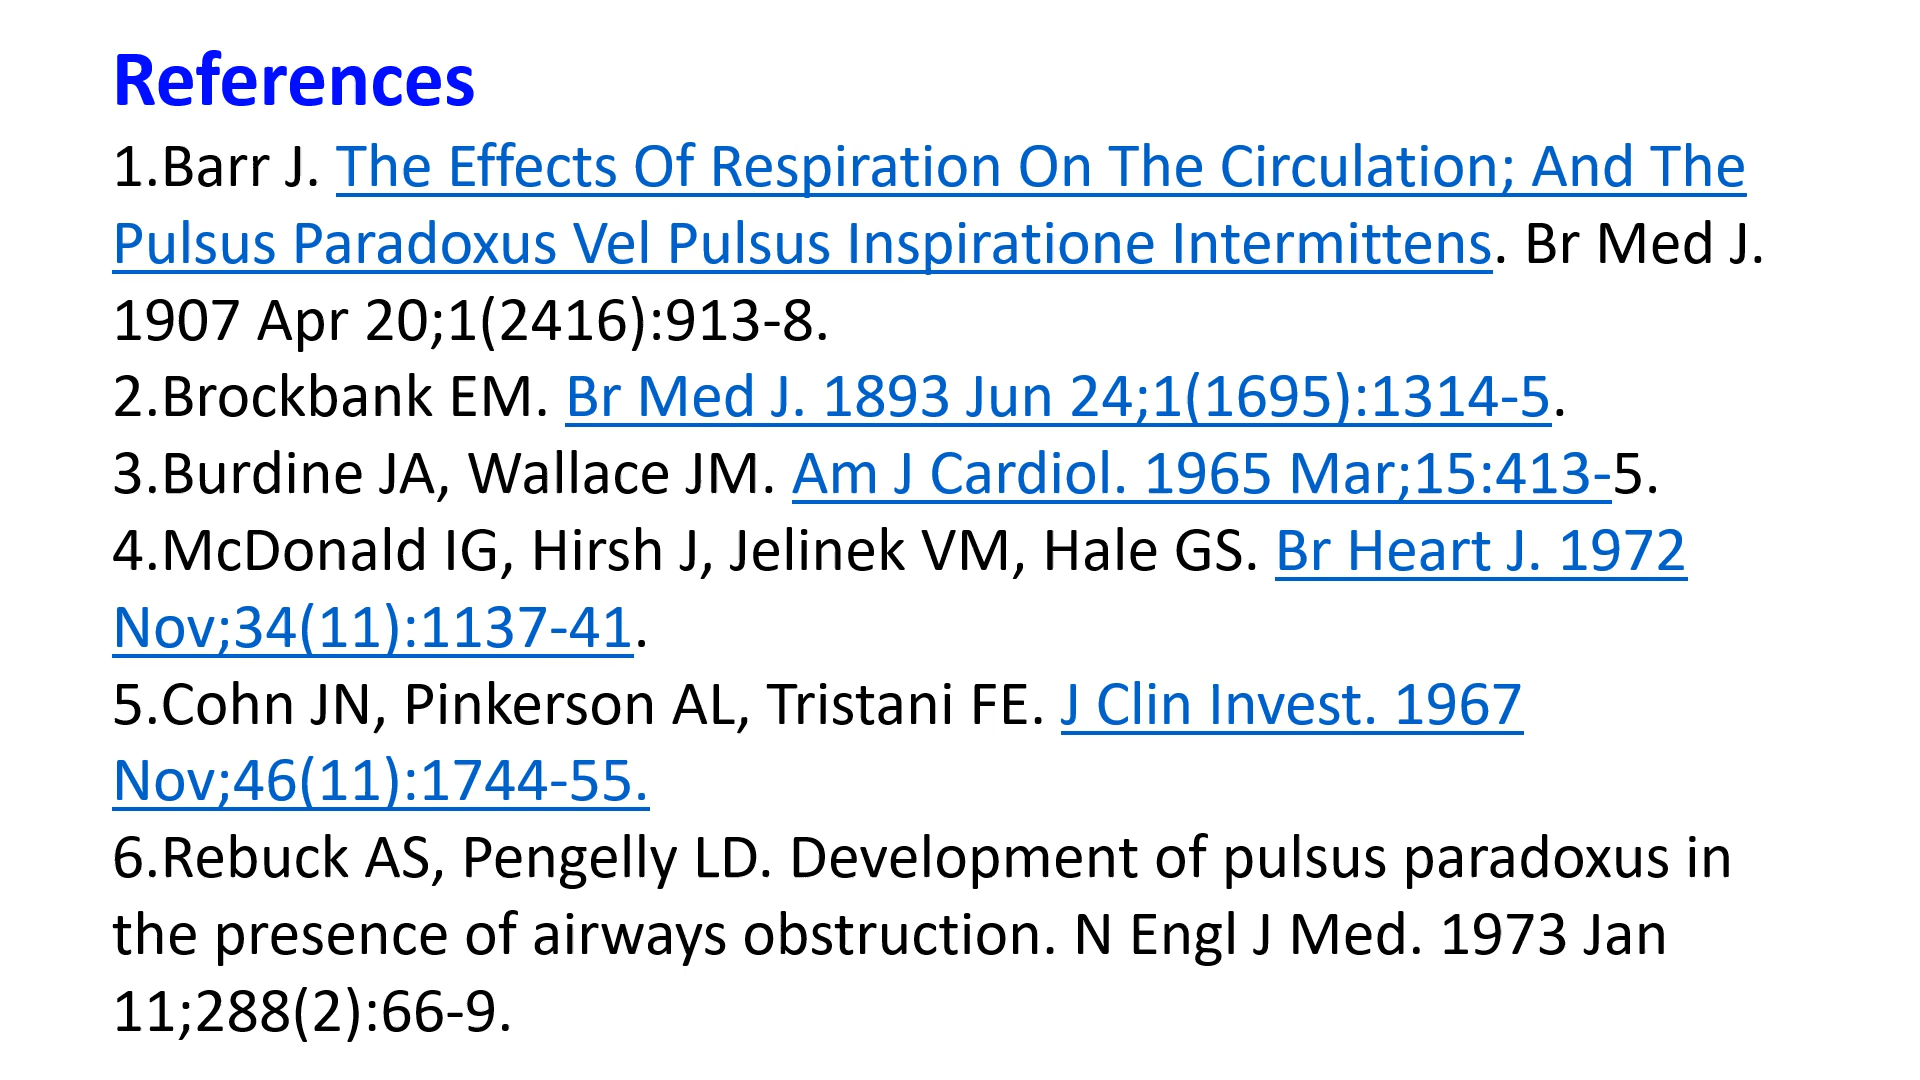 References
1.Barr J. The Effects Of Respiration On The Circulation; And The
Pulsus Paradoxus Vel Pulsus Inspiratione Intermittens. Br Med J.
1907 Apr 20;1(2416):913-8.
2.Brockbank EM. Br Med J. 1893 Jun 24;1(1695):1314-5.
3.Burdine JA, Wallace JM. Am J Cardiol. 1965 Mar;15:413-5.
4.McDonald IG, Hirsh J, Jelinek VM, Hale GS. Br Heart J. 1972
Nov;34(11):1137-41.
5.Cohn JN, Pinkerson AL, Tristani FE. J Clin Invest. 1967
Nov;46(11):1744-55.
6.Rebuck AS, Pengelly LD. Development of pulsus paradoxus in
the presence of airways obstruction. N Engl J Med. 1973 Jan
11;288(2):66-9.